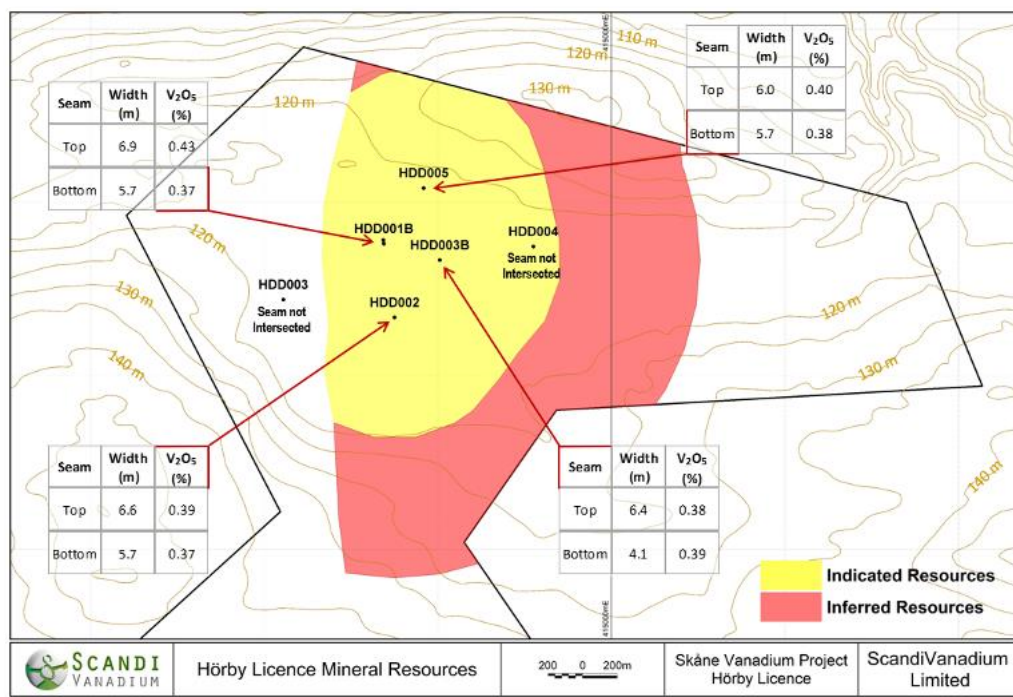 110 m
120 m
130 m
120 m
Seam Width (m) V₂O₅ (%)
Top 6.0 0.40
Bottom 5.7 0.38
Seam Width (m) V₂O₅ (%)
Top 6.9 0.43
Bottom 5.7 0.37
419000mE
HDD005
HDD001B
HDD003B
HDD004
Seam not
Intersected
HDD003
Seam not
Intersected
HDD002
120 m
130 m
140 m
120 m
130 m
140 m
Seam Width (m) V₂O₅ (%)
Top 6.6 0.39
Bottom 5.7 0.37
Seam Width (m) V₂O₅ (%)
Top 6.4 0.38
Bottom 4.1 0.39
Indicated Resources
Inferred Resources
419000mE
SCANDI
VANADIUM
Hörby Licence Mineral Resources
200 0 200m
Skåne Vanadium Project
Hörby Licence
ScandiVanadium
Limited